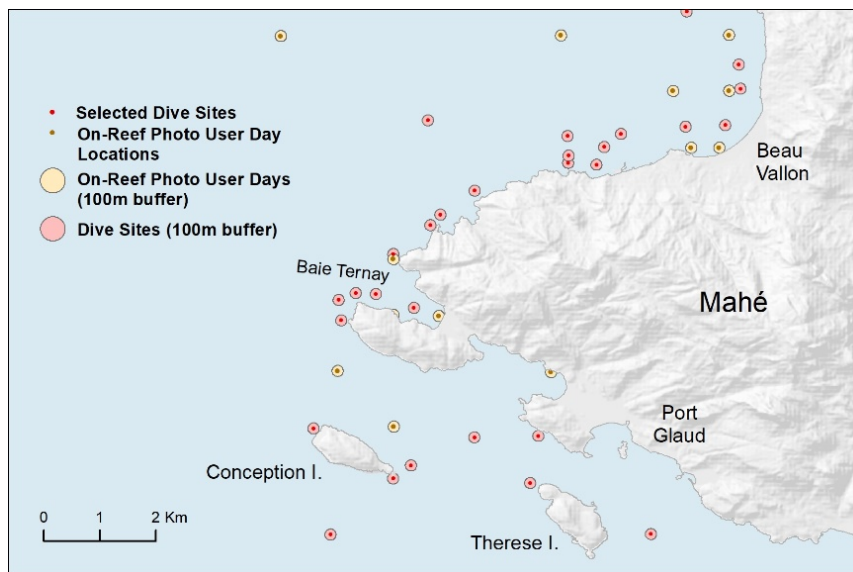 Selected Dive Sites
On-Reef Photo User Day
Locations
On-Reef Photo User Days
(100m buffer)
Dive Sites (100m buffer)
Beau
Vallon
Baie Ternay
Mahé
Port
Glaud
Conception I.
Therese I.
0 1 2 Km